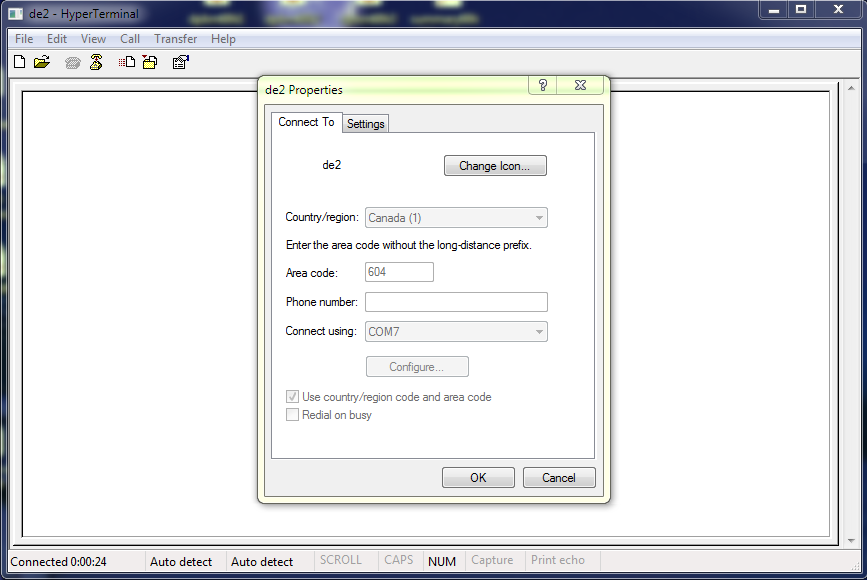 de2 - HyperTerminal
File Edit View Call Transfer Help
de2 Properties
?
Connect To Settings
de2 Change Icon...
Country/region: Canada (1)
Enter the area code without the long-distance prefix.
Area code: 604
Phone number:
Connect using: COM7
Configure...
Use country/region code and area code
Redial on busy
OK Cancel
Connected 0:00:24 Auto detect Auto detect SCROLL CAPS NUM Capture Print echo